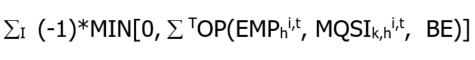 ∑I (-1)*MIN[0, ∑ TOP(EMPhi,t, MQSIk,hi,t, BE)]